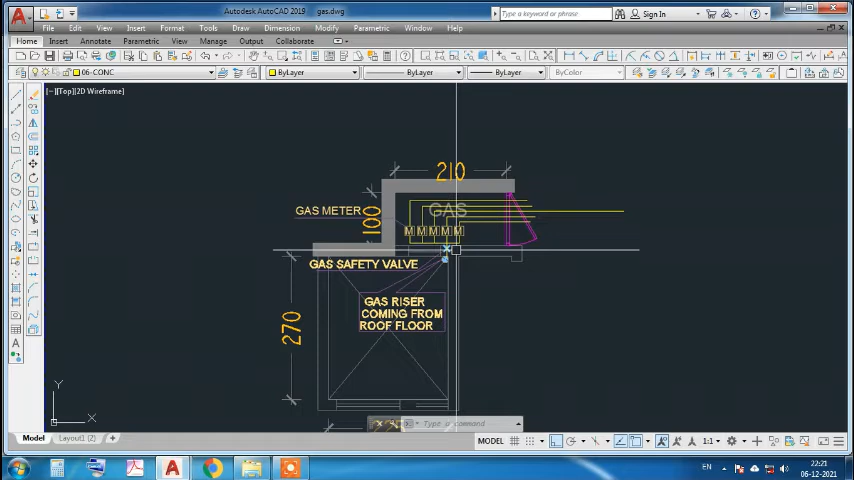 Autodesk AutoCAD 2019 gas.dwg
Type a keyword or phrase
Sign In
File Edit View Insert Format Tools Draw Dimension Modify Parametric Window Help
Home Insert Annotate Parametric View Manage Output Collaborate
06-CONC
ByLayer
ByLayer
ByLayer
ByColor
[−][Top][2D Wireframe]
210
GAS METER
100
GAS
M M M M M
GAS SAFETY VALVE
GAS RISER
COMING FROM
ROOF FLOOR
270
Y
X
Type a command
Model Layout1 (2) +
MODEL
1:1
EN
22:21
06-12-2021